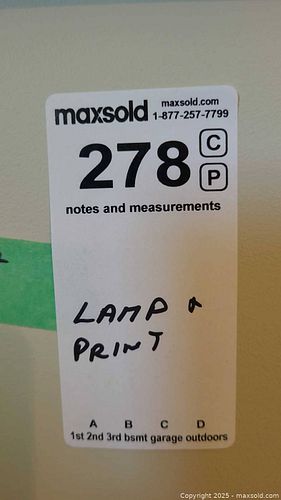 maxsold maxsold.com
1-877-257-7799
278 C
P
notes and measurements
LAMP &
PRINT
A B C D
1st 2nd 3rd bsmt garage outdoors
Copyright © 2025 - maxsold.com